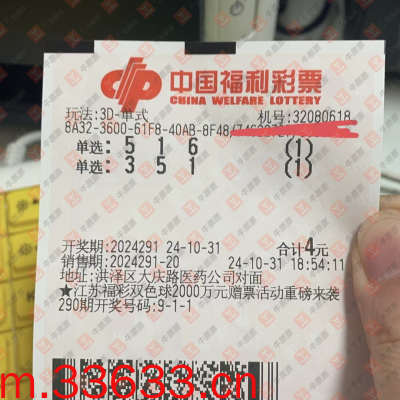 中国福利彩票
CHINA WELFARE LOTTERY
玩法:3D-单式 机号:32080618
8A32-3600-61F8-40AB-8F48/
单选: 5 1 6 (1)
单选: 3 5 1 (1)
开奖期:2024291 24-10-31 合计4元
销售期:2024291-20 24-10-31 18:54:11
地址:洪泽区大庆路医药公司对面
★江苏福彩双色球2000万元赠票活动重磅来袭
290期开奖号码:9-1-1
m.33633.cn